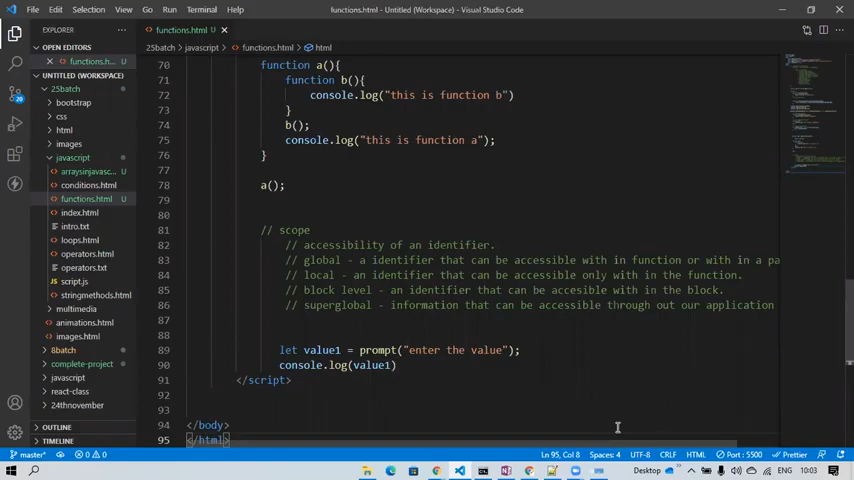 File Edit Selection View Go Run Terminal Help functions.html - Untitled (Workspace) - Visual Studio Code
EXPLORER
functions.html U
OPEN EDITORS
25batch javascript functions.html html
functions.h... U
UNTITLED (WORKSPACE)
25batch
bootstrap
css
html
images
javascript
arraysinjavasc... U
conditions.html
functions.html U
index.html
intro.txt
loops.html
operators.html
operators.txt
script.js
stringmethods.html
multimedia
animations.html
images.html
8batch
complete-project
javascript
react-class
24thnovember
OUTLINE
TIMELINE
20
70 function a(){
71 function b(){
72 console.log("this is function b")
73 }
74 b();
75 console.log("this is function a");
76 }
77
78 a();
79
80
81 // scope
82 // accessibility of an identifier.
83 // global - a identifier that can be accessible with in function or with in a pa
84 // local - an identifier that can be accessible only with in the function.
85 // block level - an identifier that can be accesible with in the block.
86 // superglobal - information that can be accessible through out our application
87
88
89 let value1 = prompt("enter the value");
90 console.log(value1)
91 </script>
92
93
94 </body>
95 </html>
main* 0 0 Ln 95, Col 8 Spaces: 4 UTF-8 CRLF HTML Port : 5500 Prettier
Desktop ENG 10:03